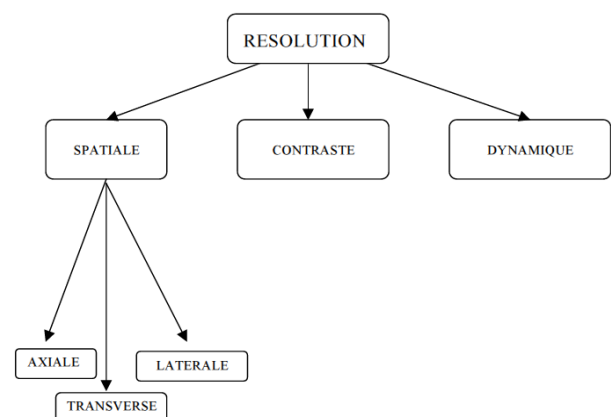 RESOLUTION
SPATIALE
CONTRASTE
DYNAMIQUE
AXIALE
LATERALE
TRANSVERSE